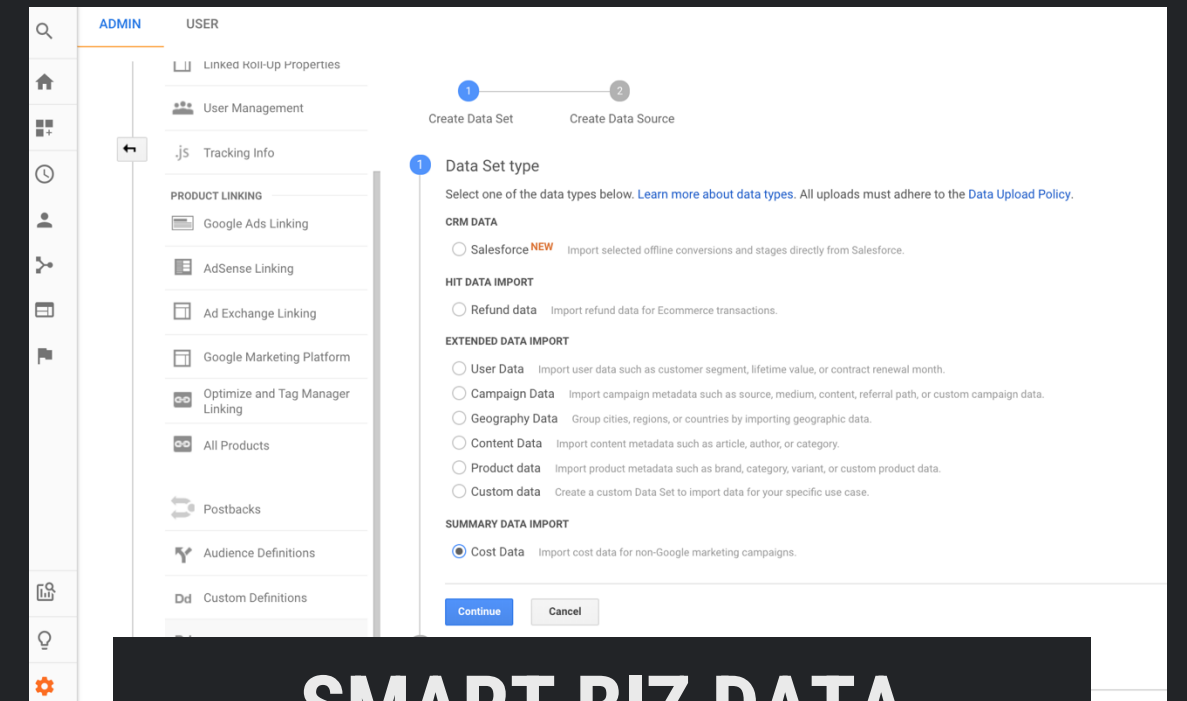 ADMIN USER
Linked Roll-Up Properties
User Management
.js Tracking Info
PRODUCT LINKING
Google Ads Linking
AdSense Linking
Ad Exchange Linking
Google Marketing Platform
Optimize and Tag Manager
Linking
All Products
Postbacks
Audience Definitions
Dd Custom Definitions
1 2
Create Data Set Create Data Source
1 Data Set type
Select one of the data types below. Learn more about data types. All uploads must adhere to the Data Upload Policy.
CRM DATA
Salesforce NEW Import selected offline conversions and stages directly from Salesforce.
HIT DATA IMPORT
Refund data Import refund data for Ecommerce transactions.
EXTENDED DATA IMPORT
User Data Import user data such as customer segment, lifetime value, or contract renewal month.
Campaign Data Import campaign metadata such as source, medium, content, referral path, or custom campaign data.
Geography Data Group cities, regions, or countries by importing geographic data.
Content Data Import content metadata such as article, author, or category.
Product data Import product metadata such as brand, category, variant, or custom product data.
Custom data Create a custom Data Set to import data for your specific use case.
SUMMARY DATA IMPORT
Cost Data Import cost data for non-Google marketing campaigns.
Continue Cancel
SMART BIZ DATA